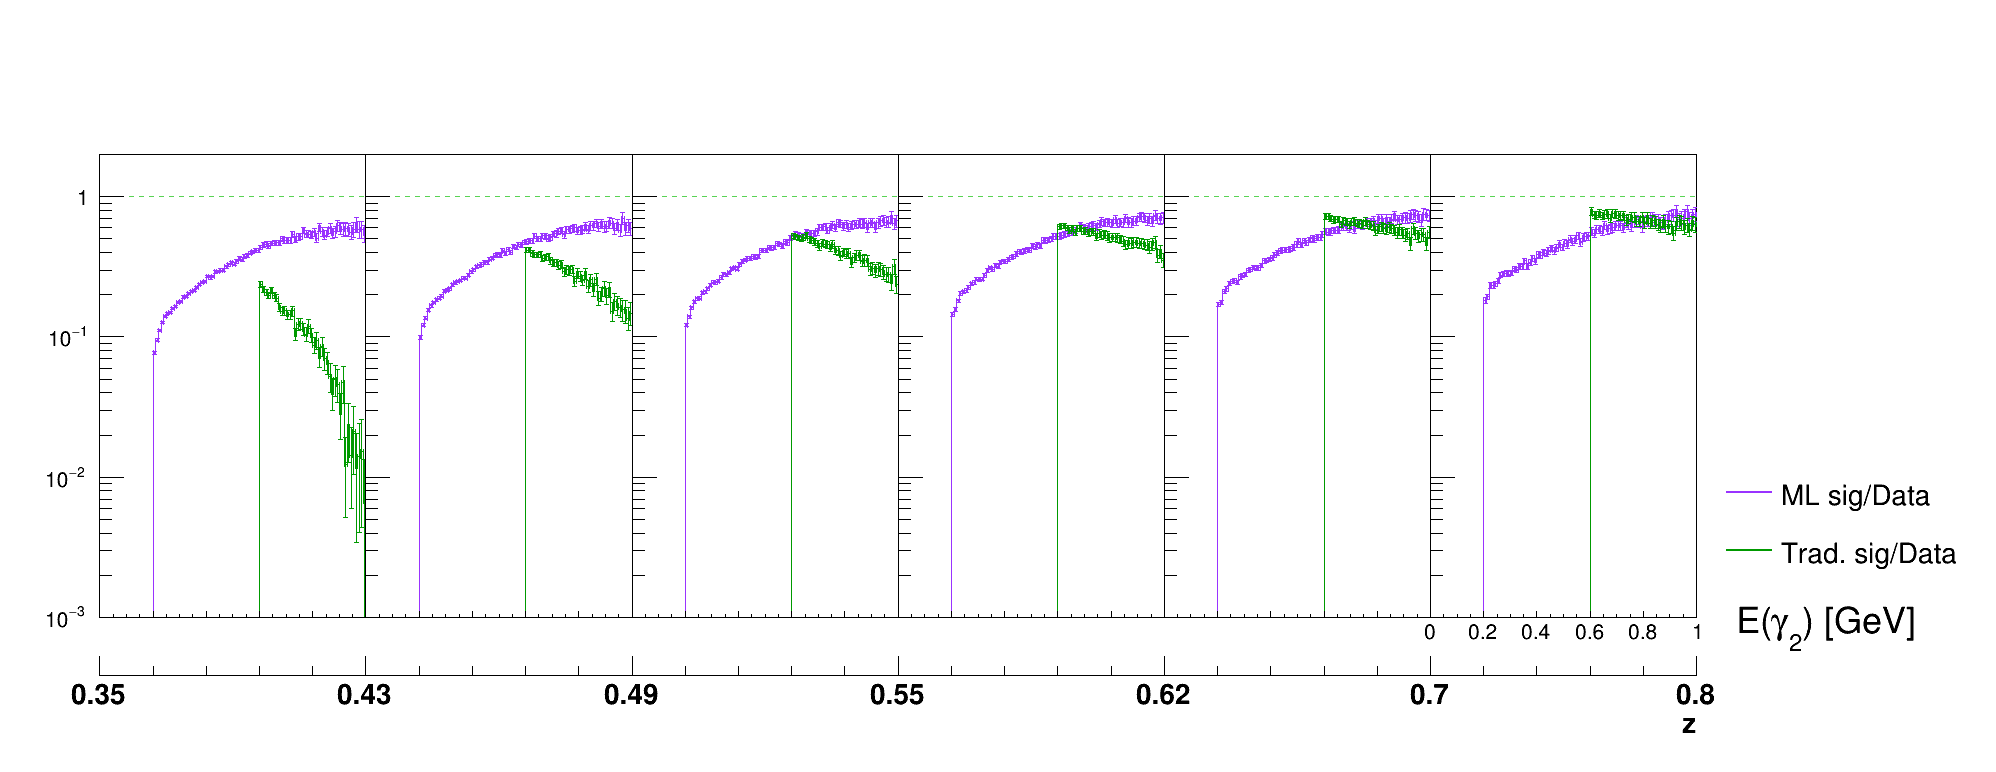 1
10⁻¹
10⁻²
10⁻³
ML sig/Data
Trad. sig/Data
E(γ₂) [GeV]
0 0.2 0.4 0.6 0.8 1
0.35 0.43 0.49 0.55 0.62 0.7 0.8
z